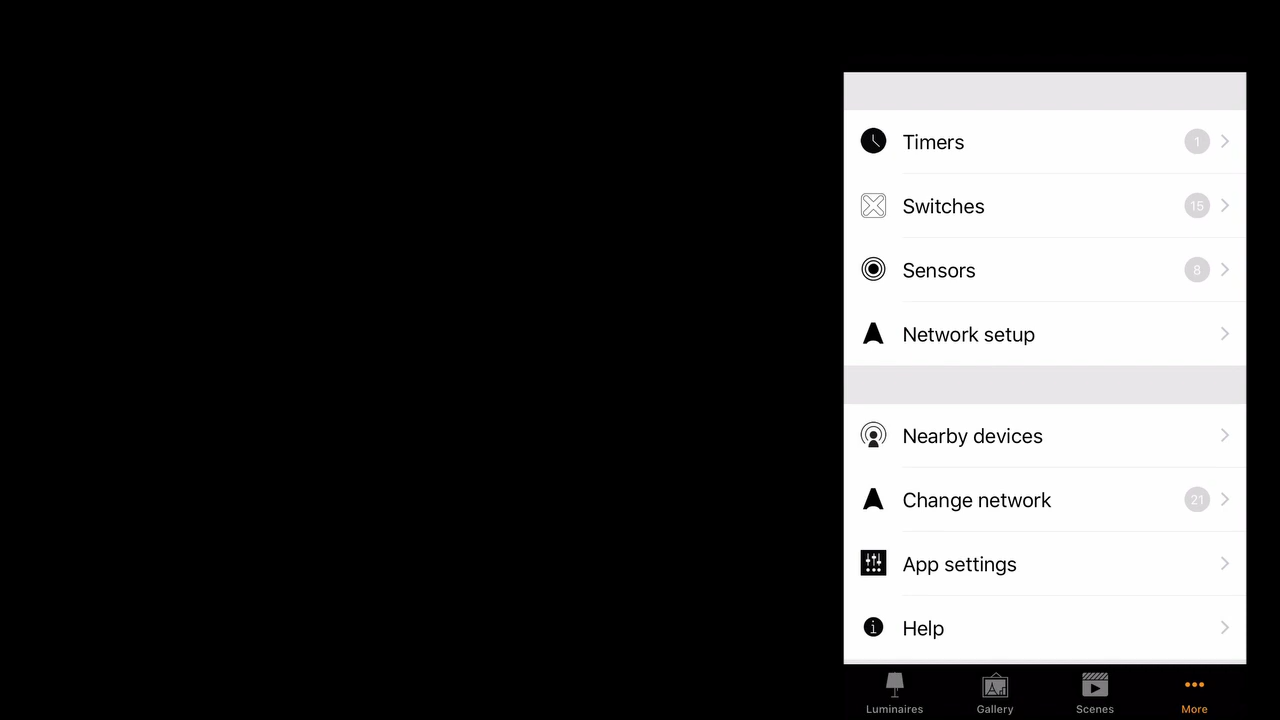 Timers 1
Switches 15
Sensors 8
Network setup
Nearby devices
Change network 21
App settings
Help
Luminaires Gallery Scenes More